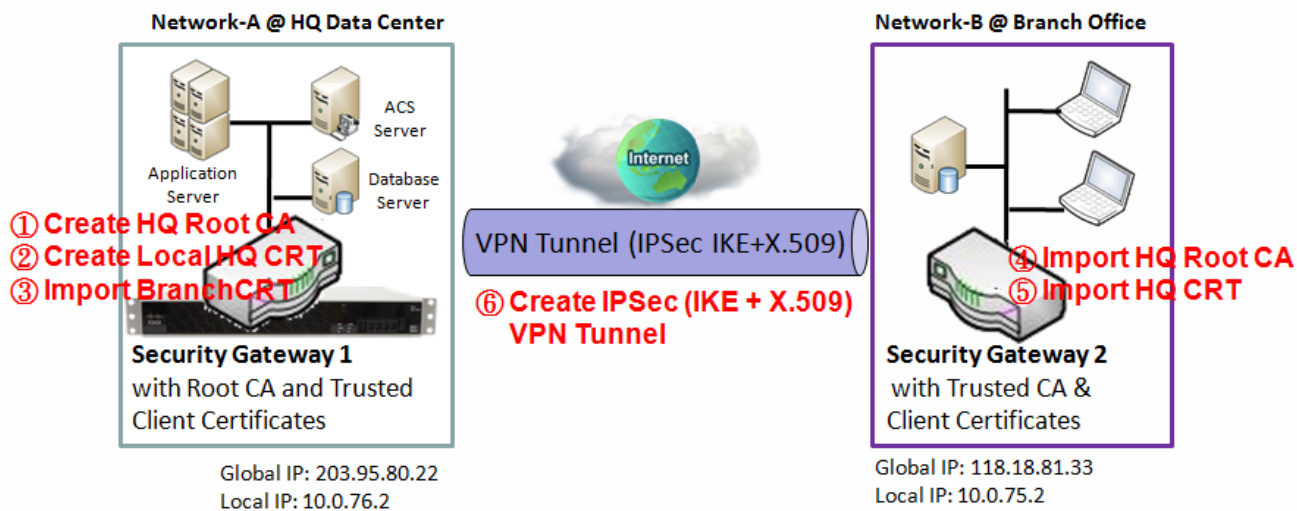 Network-A @ HQ Data Center
Network-B @ Branch Office
ACS
Server
Application
Server
Database
Server
Internet
① Create HQ Root CA
② Create Local HQ CRT
③ Import BranchCRT
VPN Tunnel (IPSec IKE+X.509)
④ Import HQ Root CA
⑤ Import HQ CRT
⑥ Create IPSec (IKE + X.509)
VPN Tunnel
Security Gateway 1
with Root CA and Trusted
Client Certificates
Security Gateway 2
with Trusted CA &
Client Certificates
Global IP: 203.95.80.22
Local IP: 10.0.76.2
Global IP: 118.18.81.33
Local IP: 10.0.75.2